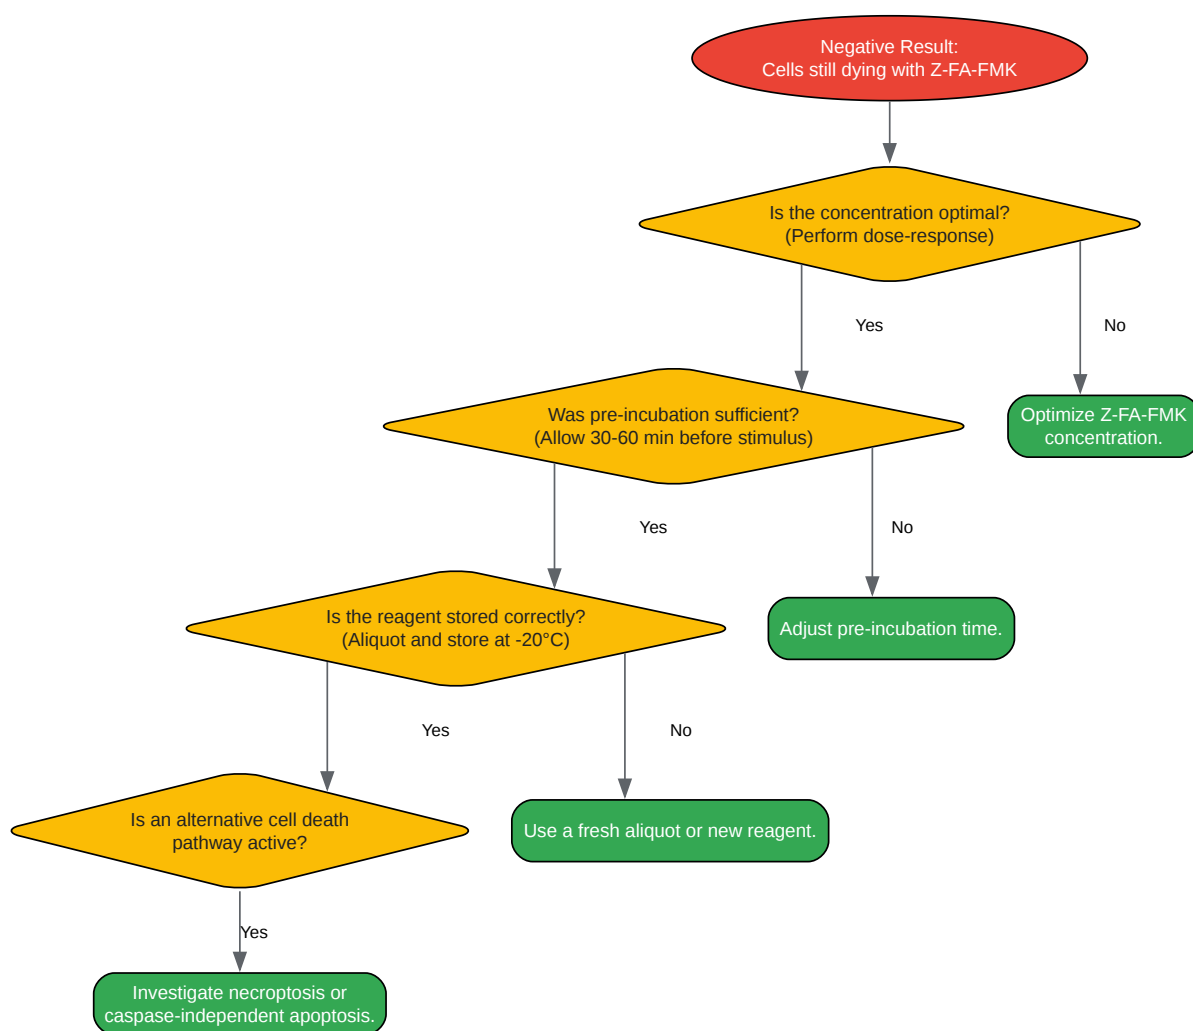 Negative Result:
Cells still dying with Z-FA-FMK
Is the concentration optimal?
(Perform dose-response)
Yes
No
Optimize Z-FA-FMK
concentration.
Was pre-incubation sufficient?
(Allow 30-60 min before stimulus)
Yes
No
Adjust pre-incubation time.
Is the reagent stored correctly?
(Aliquot and store at -20°C)
Yes
No
Use a fresh aliquot or new reagent.
Is an alternative cell death
pathway active?
Yes
Investigate necroptosis or
caspase-independent apoptosis.